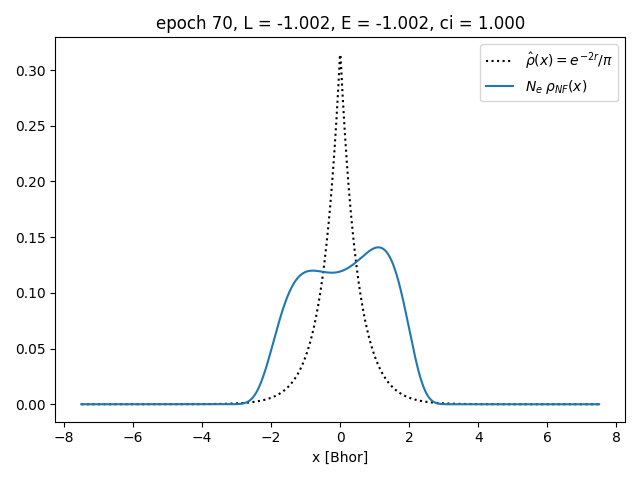 epoch 70, L = -1.002, E = -1.002, ci = 1.000
0.30
0.25
0.20
0.15
0.10
0.05
0.00
ρ̂(x) = e^{−2r}/π
N_e ρ_{NF}(x)
−8 −6 −4 −2 0 2 4 6 8
x [Bhor]